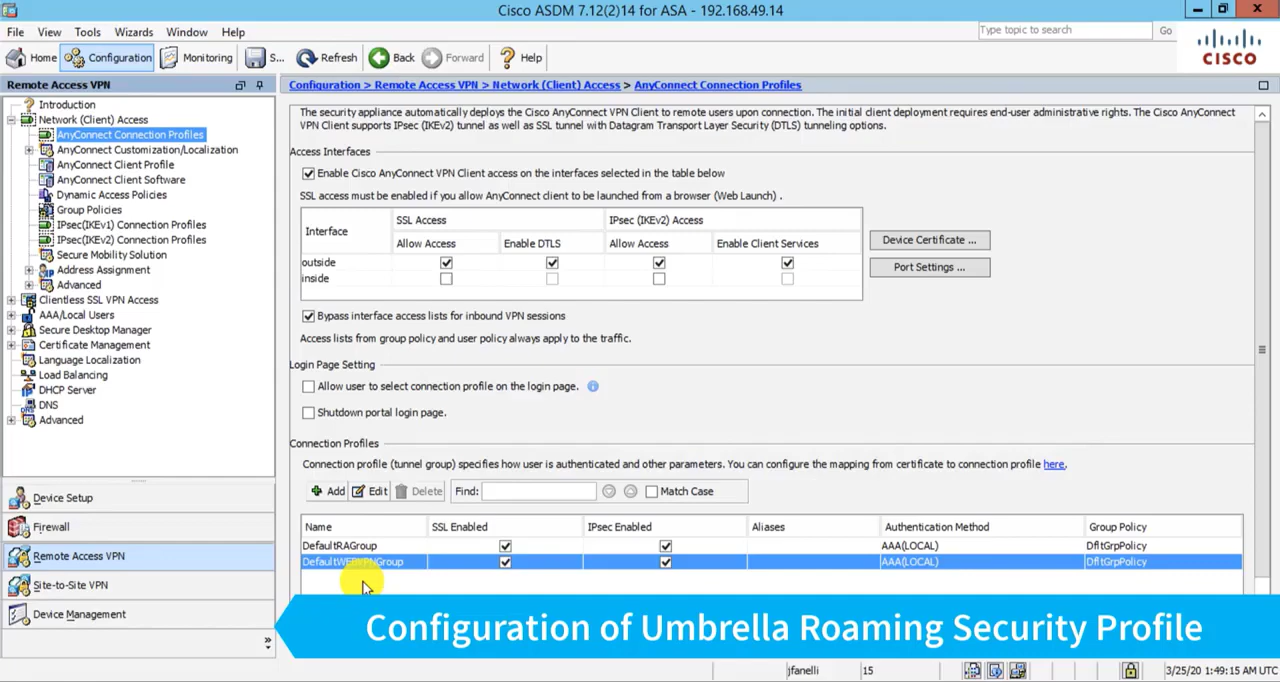 Cisco ASDM 7.12(2)14 for ASA - 192.168.49.14
File View Tools Wizards Window Help
Type topic to search Go
Home Configuration Monitoring S... Refresh Back Forward Help
CISCO
Remote Access VPN
Introduction
Network (Client) Access
AnyConnect Connection Profiles
AnyConnect Customization/Localization
AnyConnect Client Profile
AnyConnect Client Software
Dynamic Access Policies
Group Policies
IPsec(IKEv1) Connection Profiles
IPsec(IKEv2) Connection Profiles
Secure Mobility Solution
Address Assignment
Advanced
Clientless SSL VPN Access
AAA/Local Users
Secure Desktop Manager
Certificate Management
Language Localization
Load Balancing
DHCP Server
DNS
Advanced
Device Setup
Firewall
Remote Access VPN
Site-to-Site VPN
Device Management
Configuration > Remote Access VPN > Network (Client) Access > AnyConnect Connection Profiles
The security appliance automatically deploys the Cisco AnyConnect VPN Client to remote users upon connection. The initial client deployment requires end-user administrative rights. The Cisco AnyConnect
VPN Client supports IPsec (IKEv2) tunnel as well as SSL tunnel with Datagram Transport Layer Security (DTLS) tunneling options.
Access Interfaces
Enable Cisco AnyConnect VPN Client access on the interfaces selected in the table below
SSL access must be enabled if you allow AnyConnect client to be launched from a browser (Web Launch) .
Interface SSL Access IPsec (IKEv2) Access
Allow Access Enable DTLS Allow Access Enable Client Services
outside
inside
Device Certificate ...
Port Settings ...
Bypass interface access lists for inbound VPN sessions
Access lists from group policy and user policy always apply to the traffic.
Login Page Setting
Allow user to select connection profile on the login page.
Shutdown portal login page.
Connection Profiles
Connection profile (tunnel group) specifies how user is authenticated and other parameters. You can configure the mapping from certificate to connection profile here.
Add Edit Delete Find: Match Case
Name SSL Enabled IPsec Enabled Aliases Authentication Method Group Policy
DefaultRAGroup AAA(LOCAL) DfltGrpPolicy
DefaultWEBVPNGroup AAA(LOCAL) DfltGrpPolicy
Configuration of Umbrella Roaming Security Profile
jfanelli 15 3/25/20 1:49:15 AM UTC